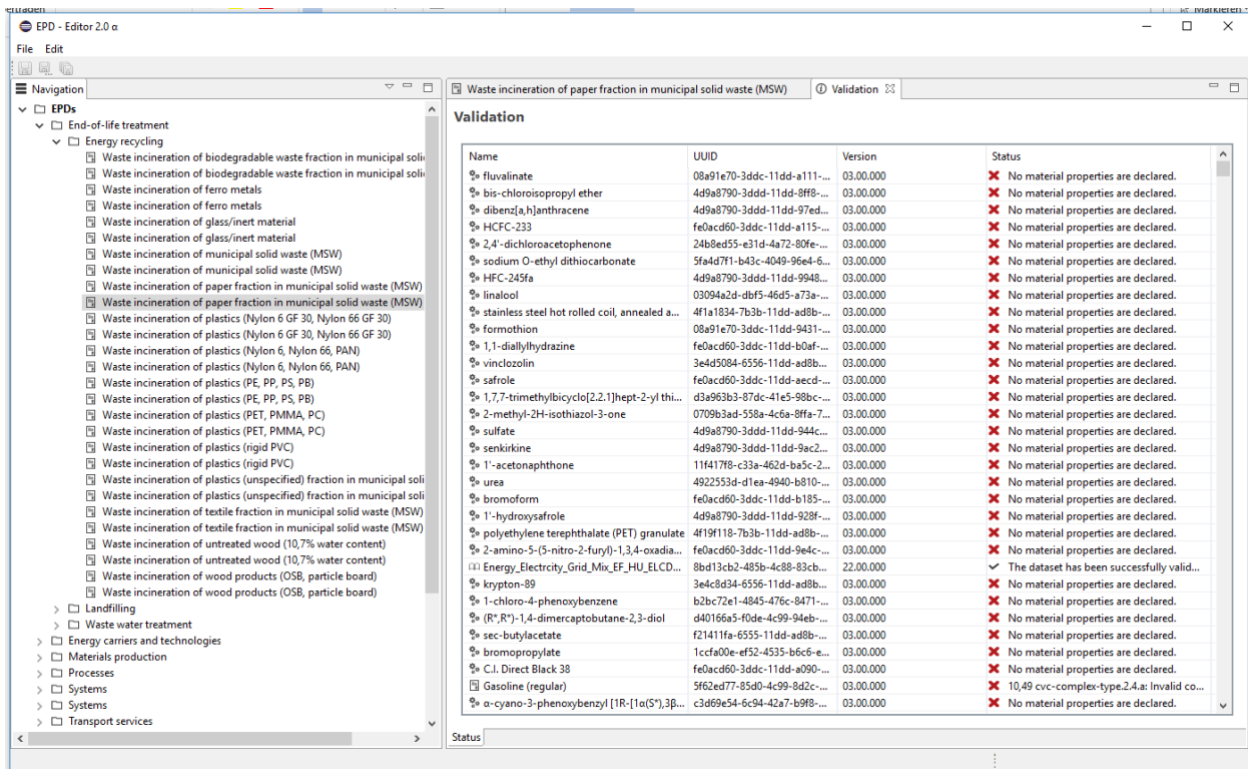 EPD - Editor 2.0 α
File Edit
Navigation
EPDs
End-of-life treatment
Energy recycling
Waste incineration of biodegradable waste fraction in municipal soli
Waste incineration of biodegradable waste fraction in municipal soli
Waste incineration of ferro metals
Waste incineration of ferro metals
Waste incineration of glass/inert material
Waste incineration of glass/inert material
Waste incineration of municipal solid waste (MSW)
Waste incineration of municipal solid waste (MSW)
Waste incineration of paper fraction in municipal solid waste (MSW)
Waste incineration of paper fraction in municipal solid waste (MSW)
Waste incineration of plastics (Nylon 6 GF 30, Nylon 66 GF 30)
Waste incineration of plastics (Nylon 6 GF 30, Nylon 66 GF 30)
Waste incineration of plastics (Nylon 6, Nylon 66, PAN)
Waste incineration of plastics (Nylon 6, Nylon 66, PAN)
Waste incineration of plastics (PE, PP, PS, PB)
Waste incineration of plastics (PE, PP, PS, PB)
Waste incineration of plastics (PET, PMMA, PC)
Waste incineration of plastics (PET, PMMA, PC)
Waste incineration of plastics (rigid PVC)
Waste incineration of plastics (rigid PVC)
Waste incineration of plastics (unspecified) fraction in municipal soli
Waste incineration of plastics (unspecified) fraction in municipal soli
Waste incineration of textile fraction in municipal solid waste (MSW)
Waste incineration of textile fraction in municipal solid waste (MSW)
Waste incineration of untreated wood (10,7% water content)
Waste incineration of untreated wood (10,7% water content)
Waste incineration of wood products (OSB, particle board)
Waste incineration of wood products (OSB, particle board)
Landfilling
Waste water treatment
Energy carriers and technologies
Materials production
Processes
Systems
Systems
Transport services
Waste incineration of paper fraction in municipal solid waste (MSW) Validation
Validation
Name UUID Version Status
fluvalinate 08a91e70-3ddc-11dd-a111-... 03.00.000 No material properties are declared.
bis-chloroisopropyl ether 4d9a8790-3ddd-11dd-8ff8-... 03.00.000 No material properties are declared.
dibenz[a,h]anthracene 4d9a8790-3ddd-11dd-97ed... 03.00.000 No material properties are declared.
HCFC-233 fe0acd60-3ddc-11dd-a115-... 03.00.000 No material properties are declared.
2,4'-dichloroacetophenone 24b8ed55-e31d-4a72-80fe-... 03.00.000 No material properties are declared.
sodium O-ethyl dithiocarbonate 5fa4d7f1-b43c-4049-96e4-6... 03.00.000 No material properties are declared.
HFC-245fa 4d9a8790-3ddd-11dd-9948... 03.00.000 No material properties are declared.
linalool 03094a2d-dbf5-46d5-a73a-... 03.00.000 No material properties are declared.
stainless steel hot rolled coil, annealed a... 4f1a1834-7b3b-11dd-ad8b-... 03.00.000 No material properties are declared.
formothion 08a91e70-3ddc-11dd-9431-... 03.00.000 No material properties are declared.
1,1-diallylhydrazine fe0acd60-3ddc-11dd-b0af-... 03.00.000 No material properties are declared.
vinclozolin 3e4d5084-6556-11dd-ad8b... 03.00.000 No material properties are declared.
safrole fe0acd60-3ddc-11dd-aecd-... 03.00.000 No material properties are declared.
1,7,7-trimethylbicyclo[2.2.1]hept-2-yl thi... d3a963b3-87dc-41e5-98bc-... 03.00.000 No material properties are declared.
2-methyl-2H-isothiazol-3-one 0709b3ad-558a-4c6a-8ffa-7... 03.00.000 No material properties are declared.
sulfate 4d9a8790-3ddd-11dd-944c... 03.00.000 No material properties are declared.
senkirkine 4d9a8790-3ddd-11dd-9ac2... 03.00.000 No material properties are declared.
1'-acetonaphthone 11f417f8-c33a-462d-ba5c-2... 03.00.000 No material properties are declared.
urea 4922553d-d1ea-4940-b810-... 03.00.000 No material properties are declared.
bromoform fe0acd60-3ddc-11dd-b185-... 03.00.000 No material properties are declared.
1'-hydroxysafrole 4d9a8790-3ddd-11dd-928f-... 03.00.000 No material properties are declared.
polyethylene terephthalate (PET) granulate 4f19f118-7b3b-11dd-ad8b-... 03.00.000 No material properties are declared.
2-amino-5-(5-nitro-2-furyl)-1,3,4-oxadia... fe0acd60-3ddc-11dd-9e4c-... 03.00.000 No material properties are declared.
Energy_Electrcity_Grid_Mix_EF_HU_ELCD... 8bd13cb2-485b-4c88-83cb... 22.00.000 The dataset has been successfully valid...
krypton-89 3e4c8d34-6556-11dd-ad8b... 03.00.000 No material properties are declared.
1-chloro-4-phenoxybenzene b2bc72e1-4845-476c-8471-... 03.00.000 No material properties are declared.
(R*,R*)-1,4-dimercaptobutane-2,3-diol d40166a5-f0de-4c99-94eb-... 03.00.000 No material properties are declared.
sec-butylacetate f21411fa-6555-11dd-ad8b-... 03.00.000 No material properties are declared.
bromopropylate 1ccfa00e-ef52-4535-b6c6-e... 03.00.000 No material properties are declared.
C.I. Direct Black 38 fe0acd60-3ddc-11dd-a090-... 03.00.000 No material properties are declared.
Gasoline (regular) 5f62ed77-85d0-4c99-8d2c-... 03.00.000 10,49 cvc-complex-type.2.4.a: Invalid co...
α-cyano-3-phenoxybenzyl [1R-[1α(S*),3β... c3d69e54-6c94-42a7-b9f8-... 03.00.000 No material properties are declared.
Status